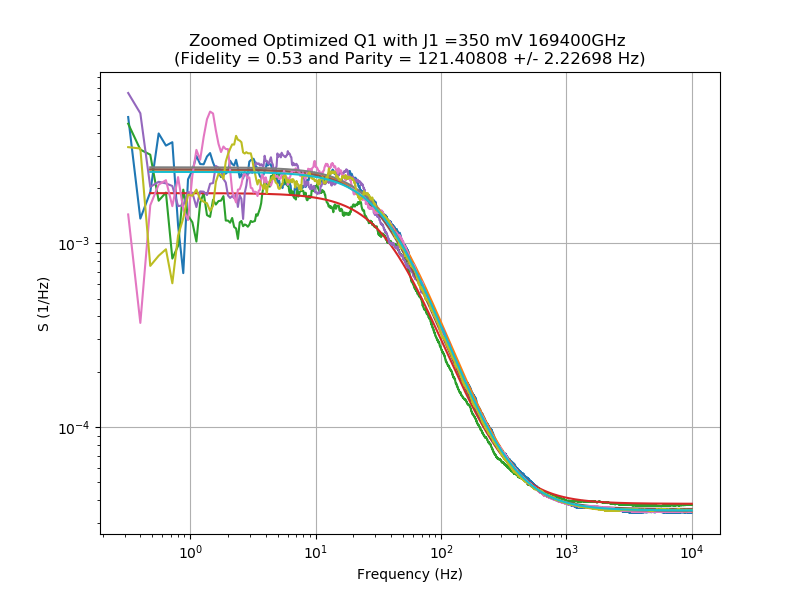 Zoomed Optimized Q1 with J1 =350 mV 169400GHz
(Fidelity = 0.53 and Parity = 121.40808 +/- 2.22698 Hz)
S (1/Hz)
10⁻³
10⁻⁴
10⁰ 10¹ 10² 10³ 10⁴
Frequency (Hz)